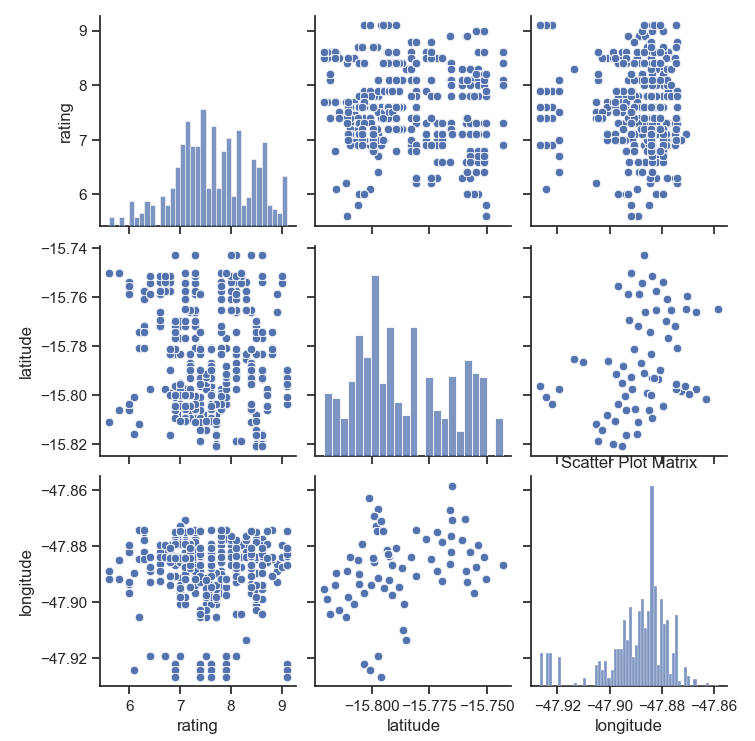 9
8
7
6
rating
−15.74
−15.76
−15.78
−15.80
−15.82
latitude
Scatter Plot Matrix
−47.86
−47.88
−47.90
−47.92
longitude
6 7 8 9
−15.800 −15.775 −15.750
−47.92 −47.90 −47.88 −47.86
rating latitude longitude